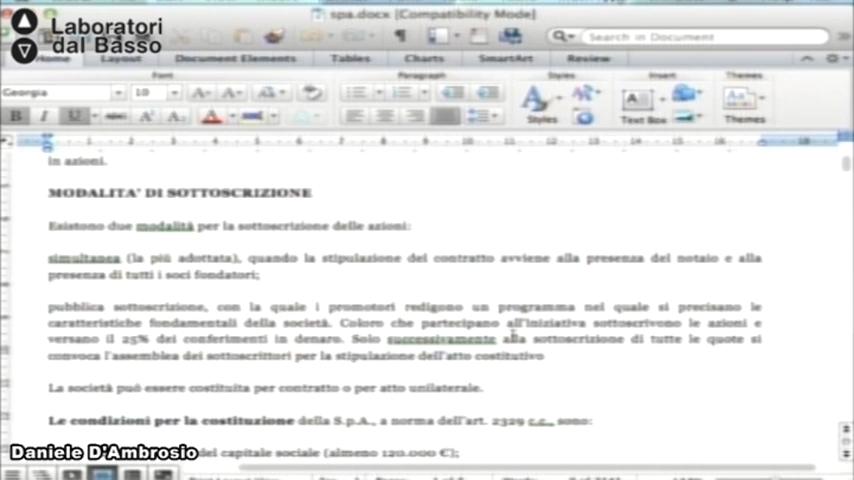 Laboratori
dal Basso
spa.docx [Compatibility Mode]
Search in Document
Home Layout Document Elements Tables Charts SmartArt Review
Font Paragraph Styles Insert Themes
Georgia 10
Styles Text Box Themes
in azioni.
MODALITA' DI SOTTOSCRIZIONE
Esistono due modalità per la sottoscrizione delle azioni:
simultanea (la più adottata), quando la stipulazione del contratto avviene alla presenza del notaio e alla
presenza di tutti i soci fondatori;
pubblica sottoscrizione, con la quale i promotori redigono un programma nel quale si precisano le
caratteristiche fondamentali della società. Coloro che partecipano all'iniziativa sottoscrivono le azioni e
versano il 25% dei conferimenti in denaro. Solo successivamente alla sottoscrizione di tutte le quote si
convoca l'assemblea dei sottoscrittori per la stipulazione dell'atto costitutivo
La società può essere costituita per contratto o per atto unilaterale.
Le condizioni per la costituzione della S.p.A., a norma dell'art. 2329 c.c., sono:
Daniele D'Ambrosio
del capitale sociale (almeno 120.000 €);